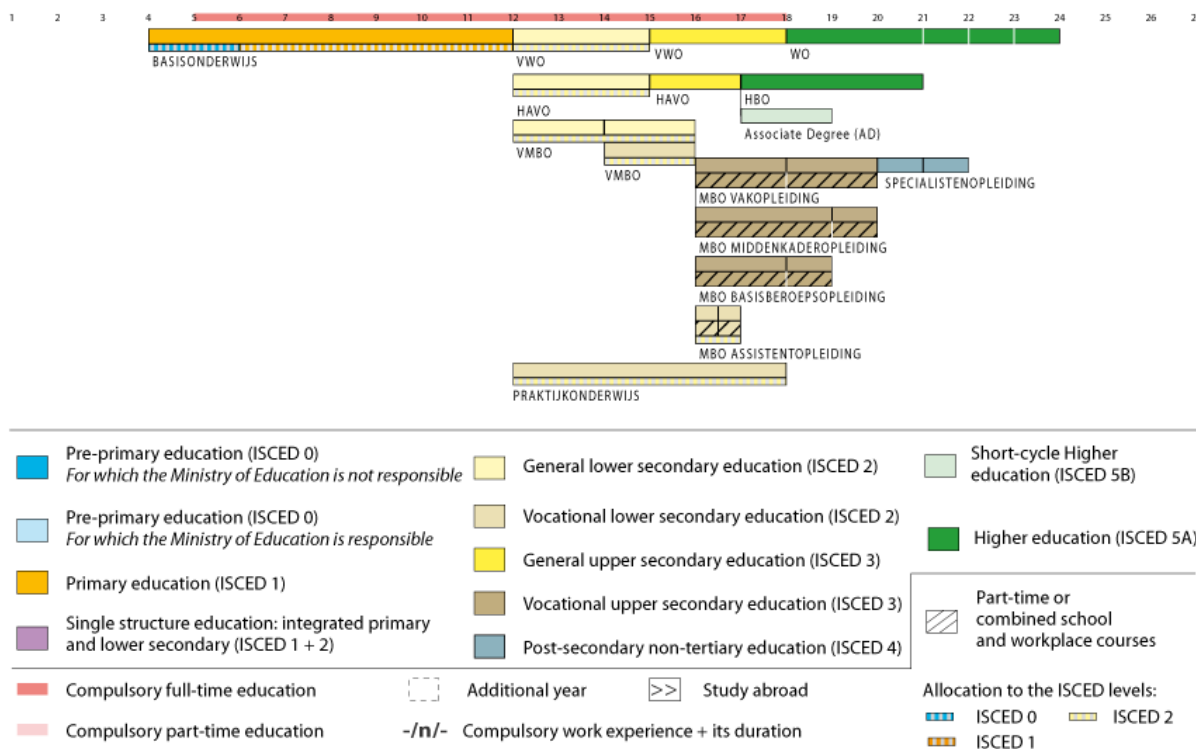 1 2 3 4 5 6 7 8 9 10 11 12 13 14 15 16 17 18 19 20 21 22 23 24 25 26 2
BASISONDERWIJS
VWO
VWO
WO
HAVO
HAVO
HBO
Associate Degree (AD)
VMBO
VMBO
SPECIALISTENOPLEIDING
MBO VAKOPLEIDING
MBO MIDDENKADEROPLEIDING
MBO BASISBEROEPSOPLEIDING
MBO ASSISTENTOPLEIDING
PRAKTIJKONDERWIJS
Pre-primary education (ISCED 0)
For which the Ministry of Education is not responsible
Pre-primary education (ISCED 0)
For which the Ministry of Education is responsible
Primary education (ISCED 1)
Single structure education: integrated primary
and lower secondary (ISCED 1 + 2)
General lower secondary education (ISCED 2)
Vocational lower secondary education (ISCED 2)
General upper secondary education (ISCED 3)
Vocational upper secondary education (ISCED 3)
Post-secondary non-tertiary education (ISCED 4)
Short-cycle Higher
education (ISCED 5B)
Higher education (ISCED 5A)
Part-time or
combined school
and workplace courses
Compulsory full-time education
Additional year
>> Study abroad
Compulsory part-time education
-/n/- Compulsory work experience + its duration
Allocation to the ISCED levels:
ISCED 0
ISCED 2
ISCED 1